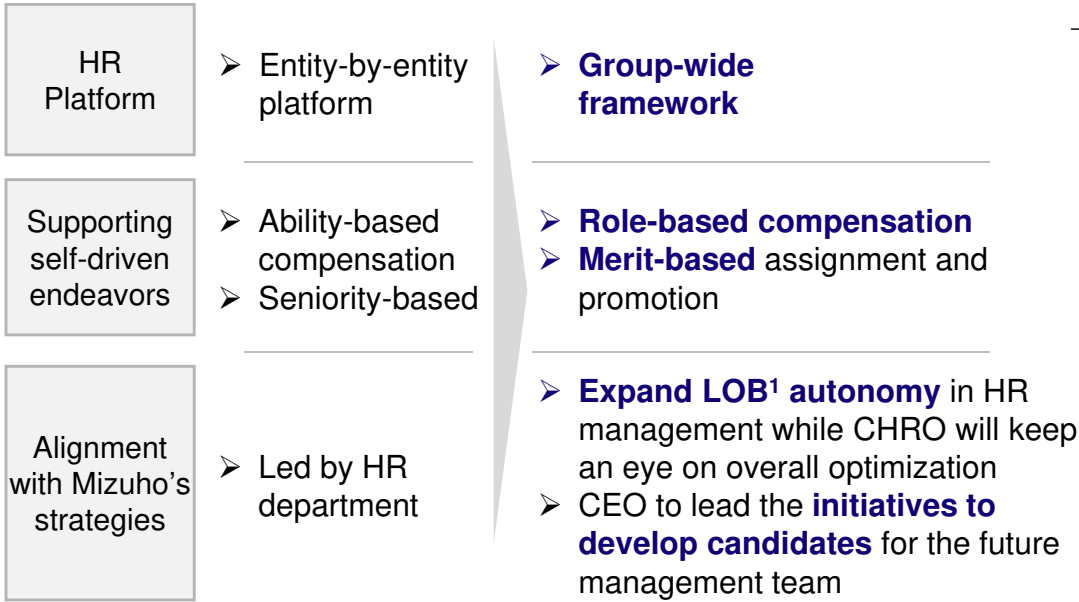 HR
Platform
➢ Entity-by-entity
platform
➢ Group-wide
framework
Supporting
self-driven
endeavors
➢ Ability-based
compensation
➢ Seniority-based
➢ Role-based compensation
➢ Merit-based assignment and
promotion
Alignment
with Mizuho's
strategies
➢ Led by HR
department
➢ Expand LOB¹ autonomy in HR
management while CHRO will keep
an eye on overall optimization
➢ CEO to lead the initiatives to
develop candidates for the future
management team